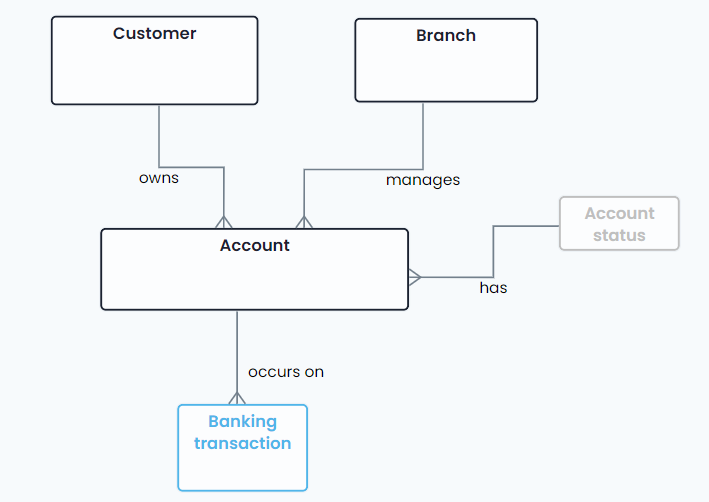 Customer
Branch
owns
manages
Account
status
Account
has
occurs on
Banking
transaction